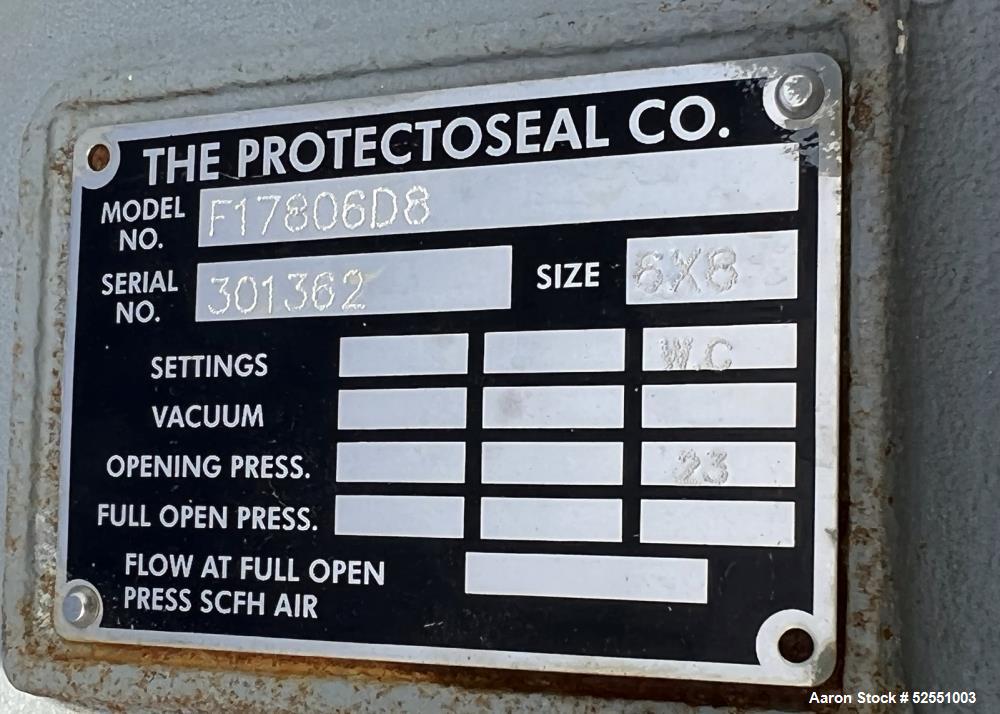 THE PROTECTOSEAL CO.
MODEL NO. F17806D8
SERIAL NO. 301362 SIZE 6X8
SETTINGS W.C
VACUUM
OPENING PRESS. 23
FULL OPEN PRESS.
FLOW AT FULL OPEN
PRESS SCFH AIR
Aaron Stock # 52551003